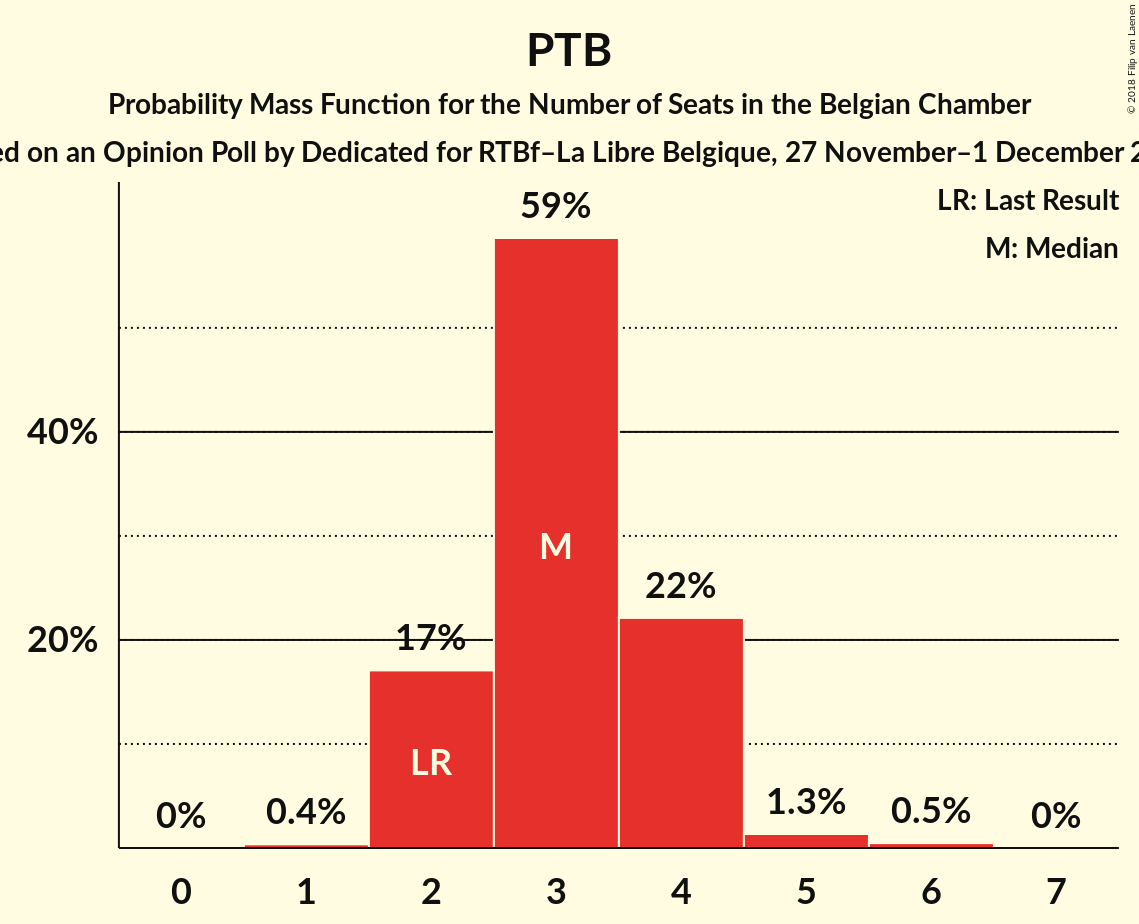 PTB
Probability Mass Function for the Number of Seats in the Belgian Chamber
on an Opinion Poll by Dedicated for RTBf–La Libre Belgique, 27 November–1 December
© 2018 Filip van Laenen
LR: Last Result
M: Median
59%
40%
M
22%
20%
17%
LR
0%
0.4%
1.3%
0.5%
0%
0
1
2
3
4
5
6
7